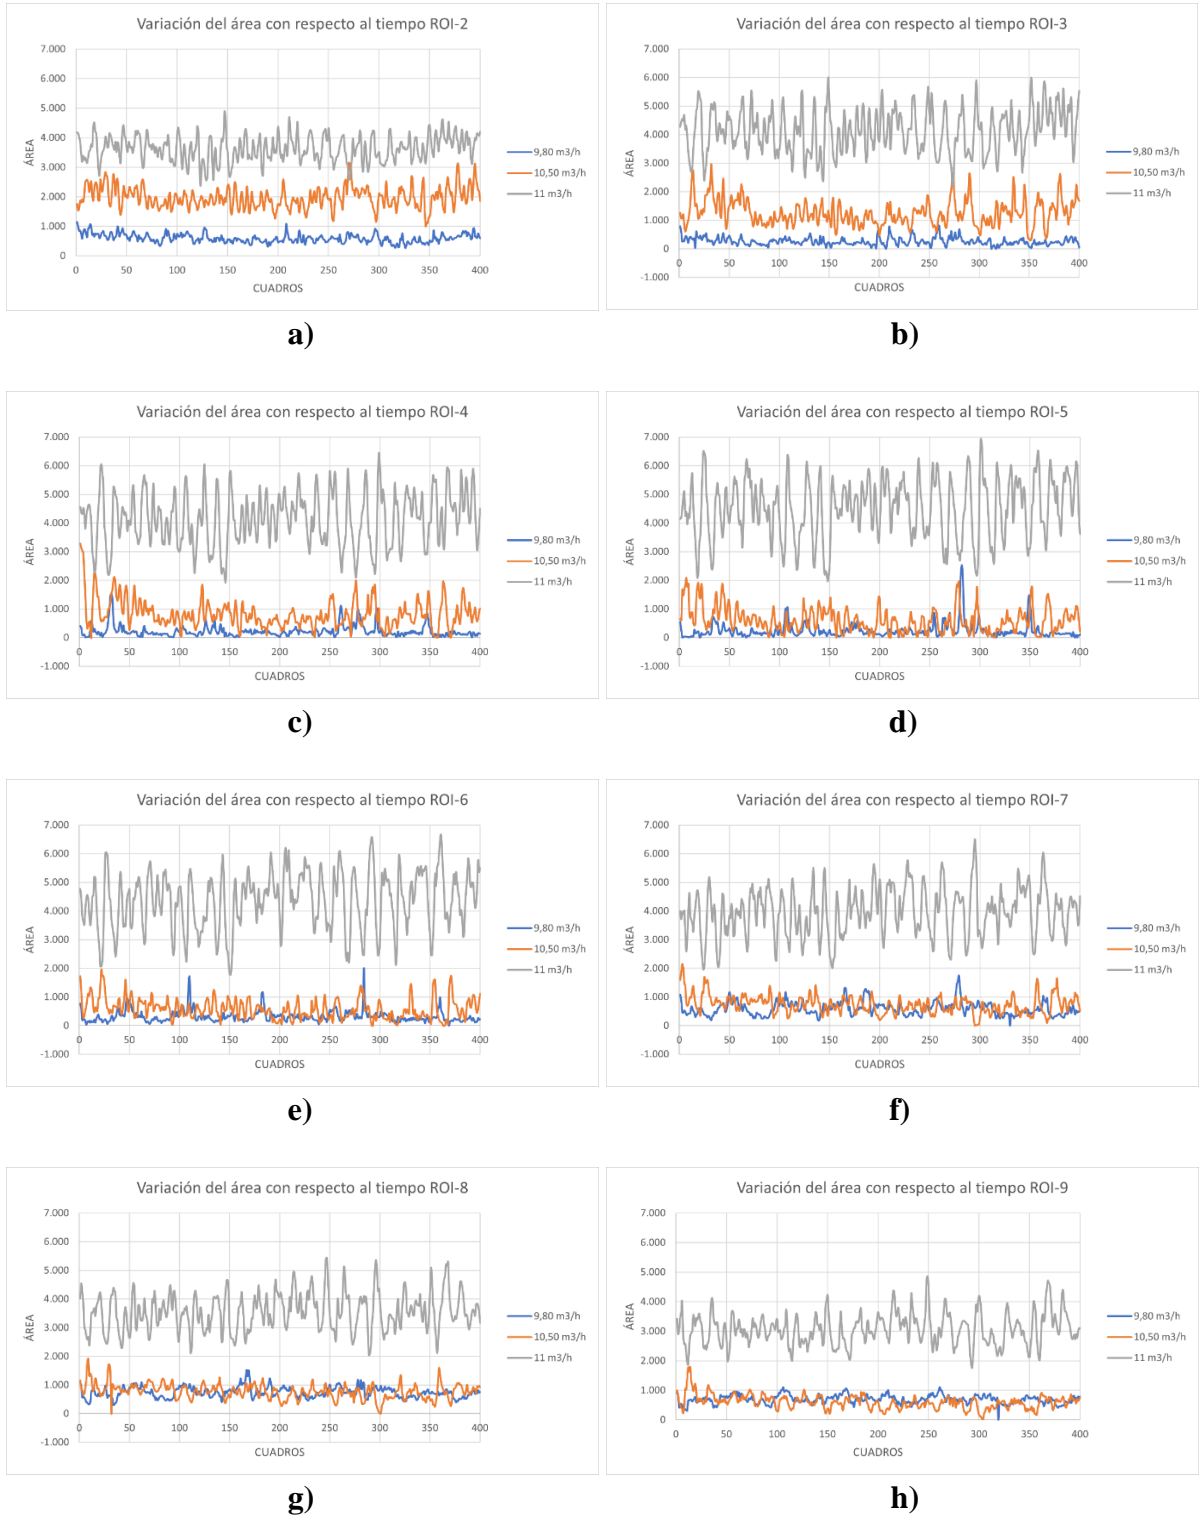 Variación del área con respecto al tiempo ROI-2
7.000
6.000
5.000
4.000
3.000
2.000
1.000
0
ÁREA
0 50 100 150 200 250 300 350 400
CUADROS
9,80 m3/h
10,50 m3/h
11 m3/h
a)
Variación del área con respecto al tiempo ROI-3
7.000
6.000
5.000
4.000
3.000
2.000
1.000
0
-1.000
ÁREA
0 50 100 150 200 250 300 350 400
CUADROS
9,80 m3/h
10,50 m3/h
11 m3/h
b)
Variación del área con respecto al tiempo ROI-4
7.000
6.000
5.000
4.000
3.000
2.000
1.000
0
-1.000
ÁREA
0 50 100 150 200 250 300 350 400
CUADROS
9,80 m3/h
10,50 m3/h
11 m3/h
c)
Variación del área con respecto al tiempo ROI-5
7.000
6.000
5.000
4.000
3.000
2.000
1.000
0
-1.000
ÁREA
0 50 100 150 200 250 300 350 400
CUADROS
9,80 m3/h
10,50 m3/h
11 m3/h
d)
Variación del área con respecto al tiempo ROI-6
7.000
6.000
5.000
4.000
3.000
2.000
1.000
0
-1.000
ÁREA
0 50 100 150 200 250 300 350 400
CUADROS
9,80 m3/h
10,50 m3/h
11 m3/h
e)
Variación del área con respecto al tiempo ROI-7
7.000
6.000
5.000
4.000
3.000
2.000
1.000
0
-1.000
ÁREA
0 50 100 150 200 250 300 350 400
CUADROS
9,80 m3/h
10,50 m3/h
11 m3/h
f)
Variación del área con respecto al tiempo ROI-8
7.000
6.000
5.000
4.000
3.000
2.000
1.000
0
-1.000
ÁREA
0 50 100 150 200 250 300 350 400
CUADROS
9,80 m3/h
10,50 m3/h
11 m3/h
g)
Variación del área con respecto al tiempo ROI-9
7.000
6.000
5.000
4.000
3.000
2.000
1.000
0
ÁREA
0 50 100 150 200 250 300 350 400
CUADROS
9,80 m3/h
10,50 m3/h
11 m3/h
h)